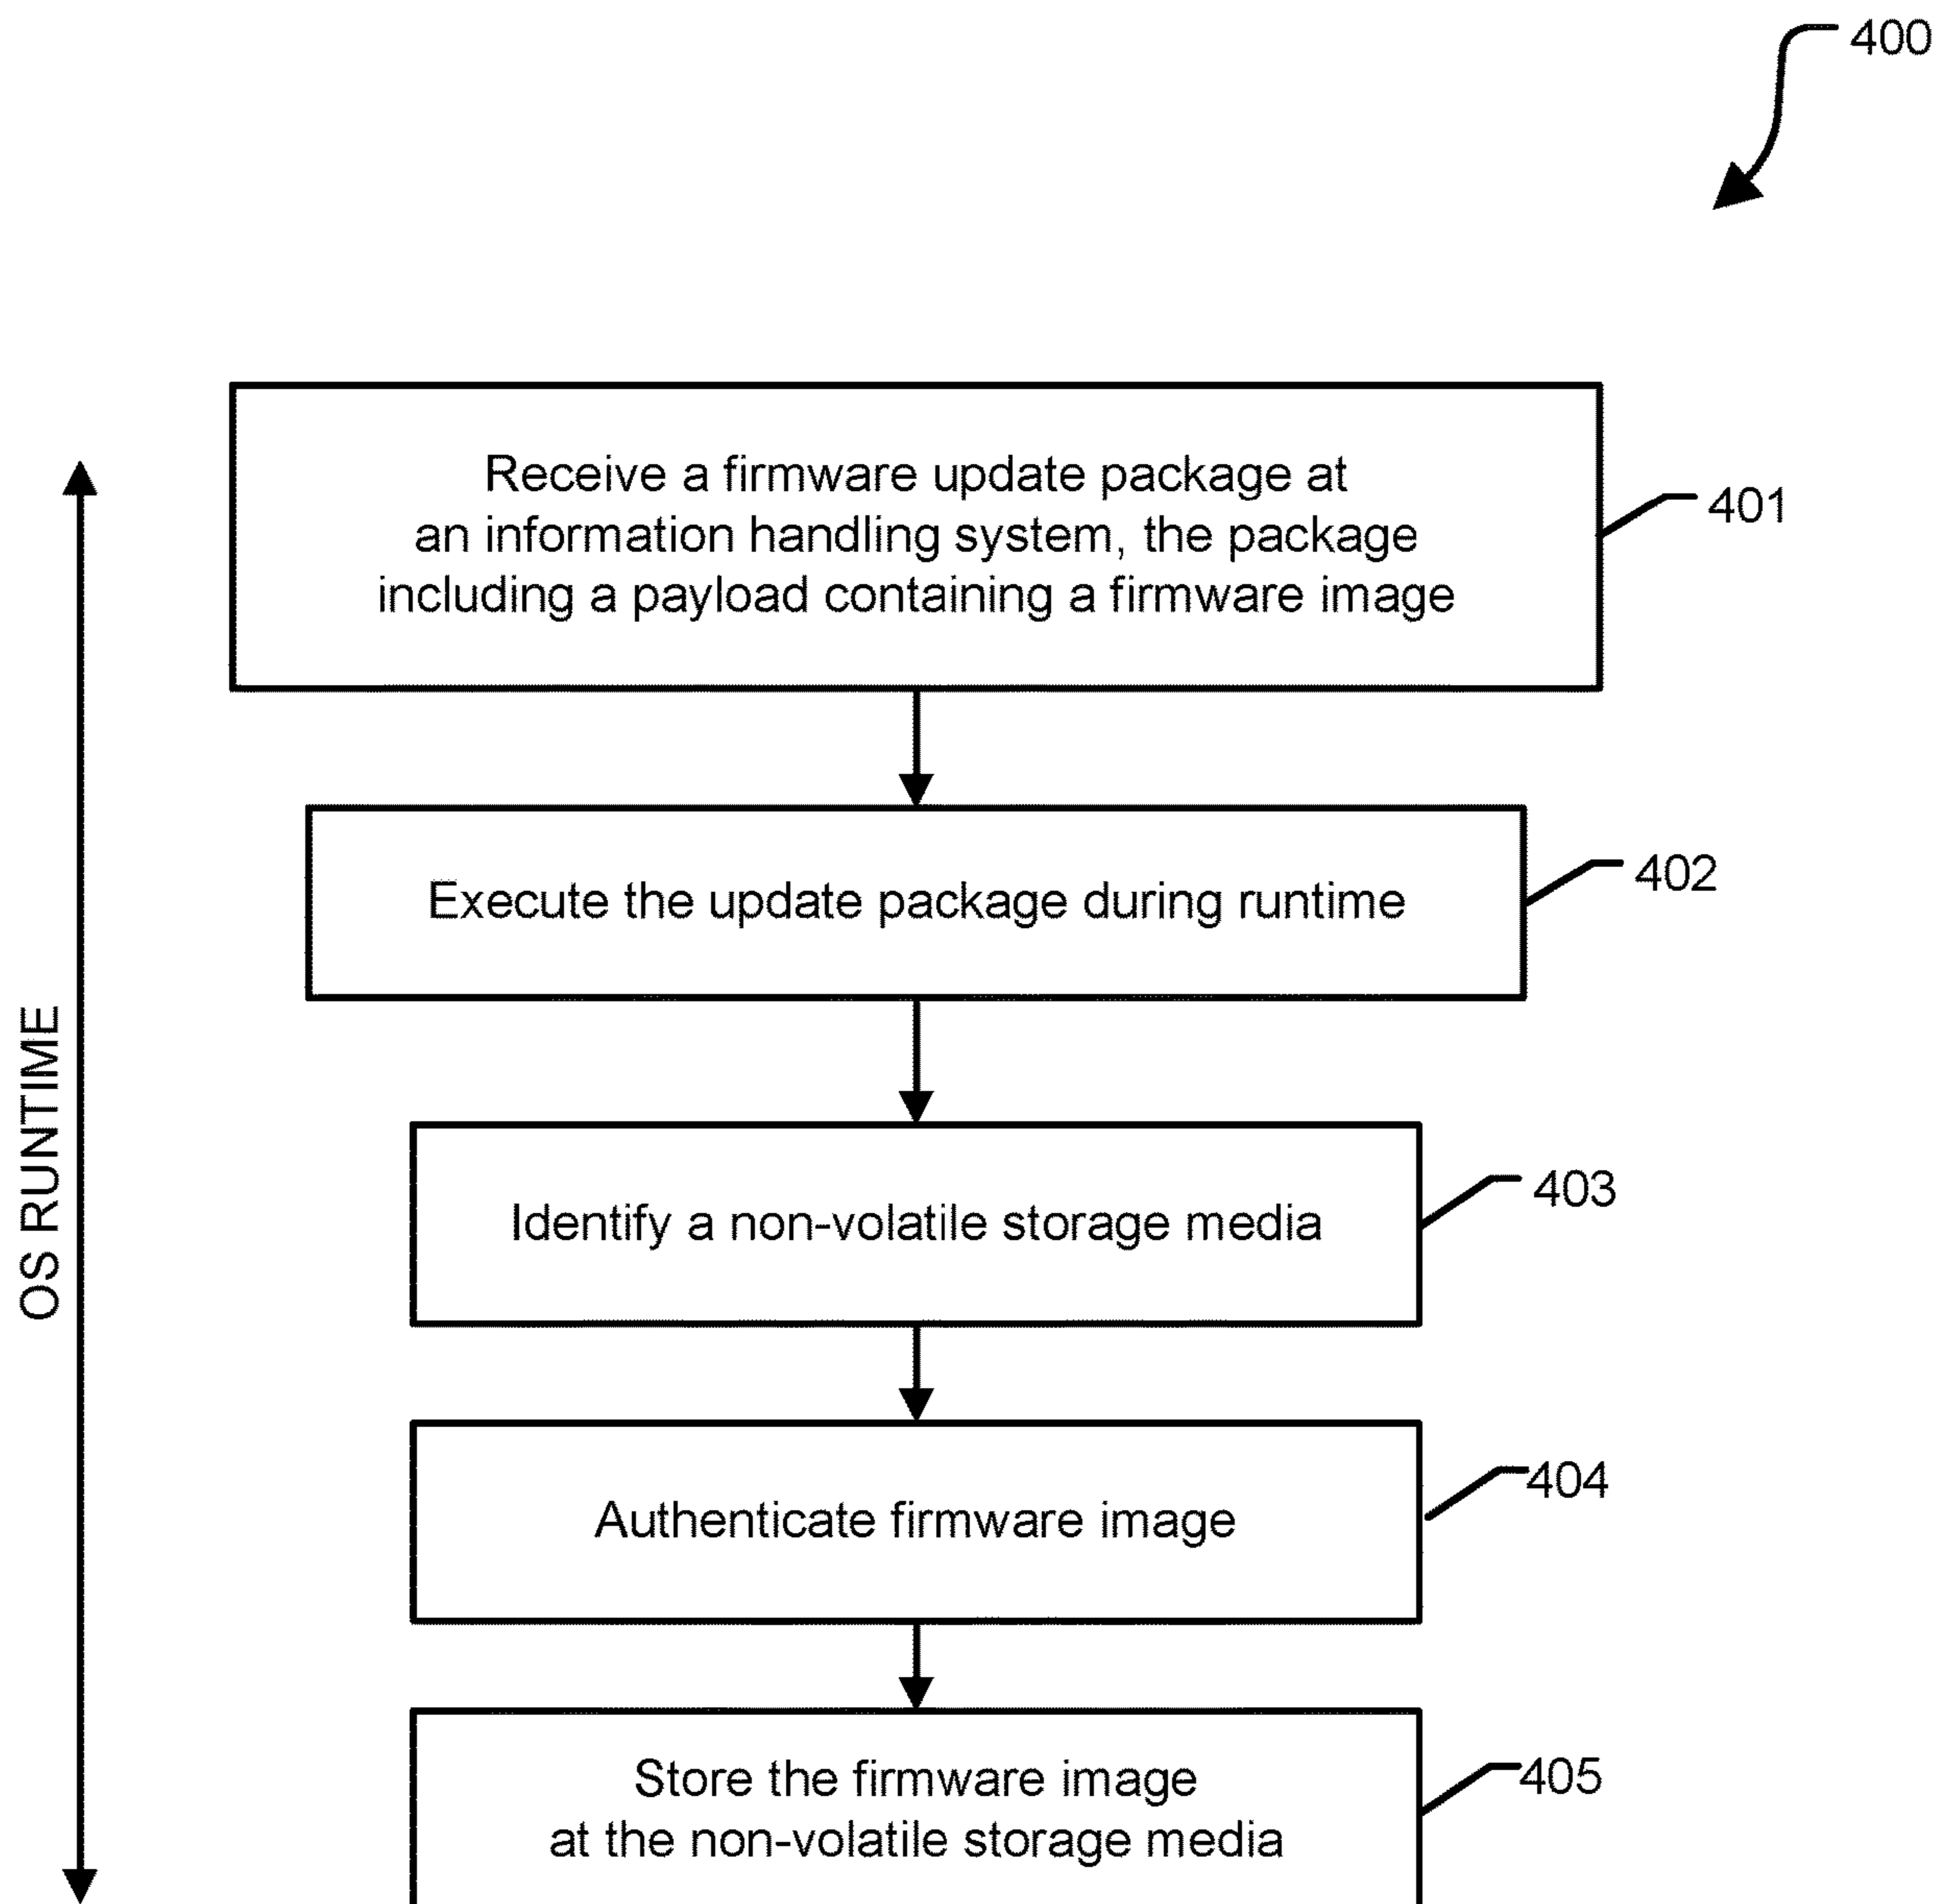 400
Receive a firmware update package at
an information handling system, the package
including a payload containing a firmware image
401
Execute the update package during runtime
402
OS RUNTIME
Identify a non-volatile storage media
403
Authenticate firmware image
404
Store the firmware image
at the non-volatile storage media
405